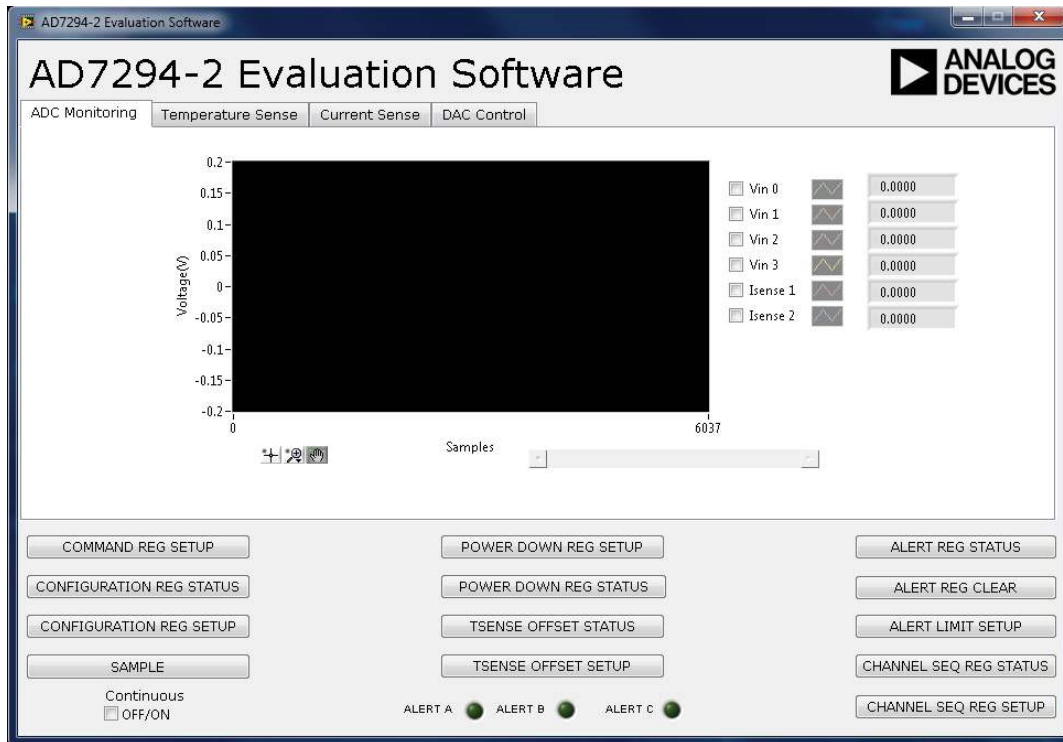 AD7294-2 Evaluation Software
AD7294-2 Evaluation Software
ANALOG
DEVICES
ADC Monitoring
Temperature Sense
Current Sense
DAC Control
Voltage(V)
0.2
0.15
0.1
0.05
0
-0.05
-0.1
-0.15
-0.2
0
6037
Samples
Vin 0
0.0000
Vin 1
0.0000
Vin 2
0.0000
Vin 3
0.0000
Isense 1
0.0000
Isense 2
0.0000
COMMAND REG SETUP
CONFIGURATION REG STATUS
CONFIGURATION REG SETUP
SAMPLE
Continuous
OFF/ON
POWER DOWN REG SETUP
POWER DOWN REG STATUS
TSENSE OFFSET STATUS
TSENSE OFFSET SETUP
ALERT A
ALERT B
ALERT C
ALERT REG STATUS
ALERT REG CLEAR
ALERT LIMIT SETUP
CHANNEL SEQ REG STATUS
CHANNEL SEQ REG SETUP